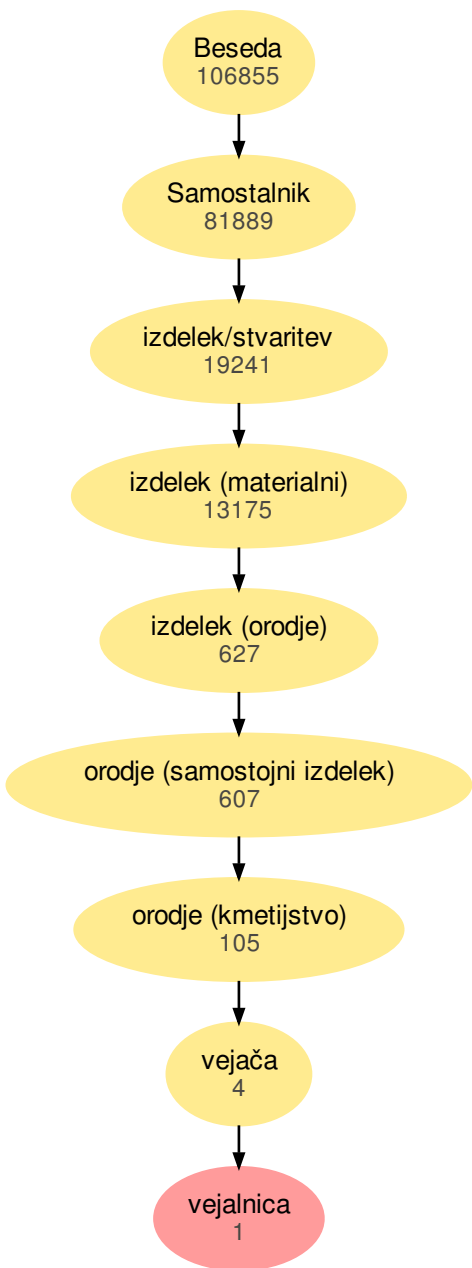 Beseda
106855
Samostalnik
81889
izdelek/stvaritev
19241
izdelek (materialni)
13175
izdelek (orodje)
627
orodje (samostojni izdelek)
607
orodje (kmetijstvo)
105
vejača
4
vejalnica
1